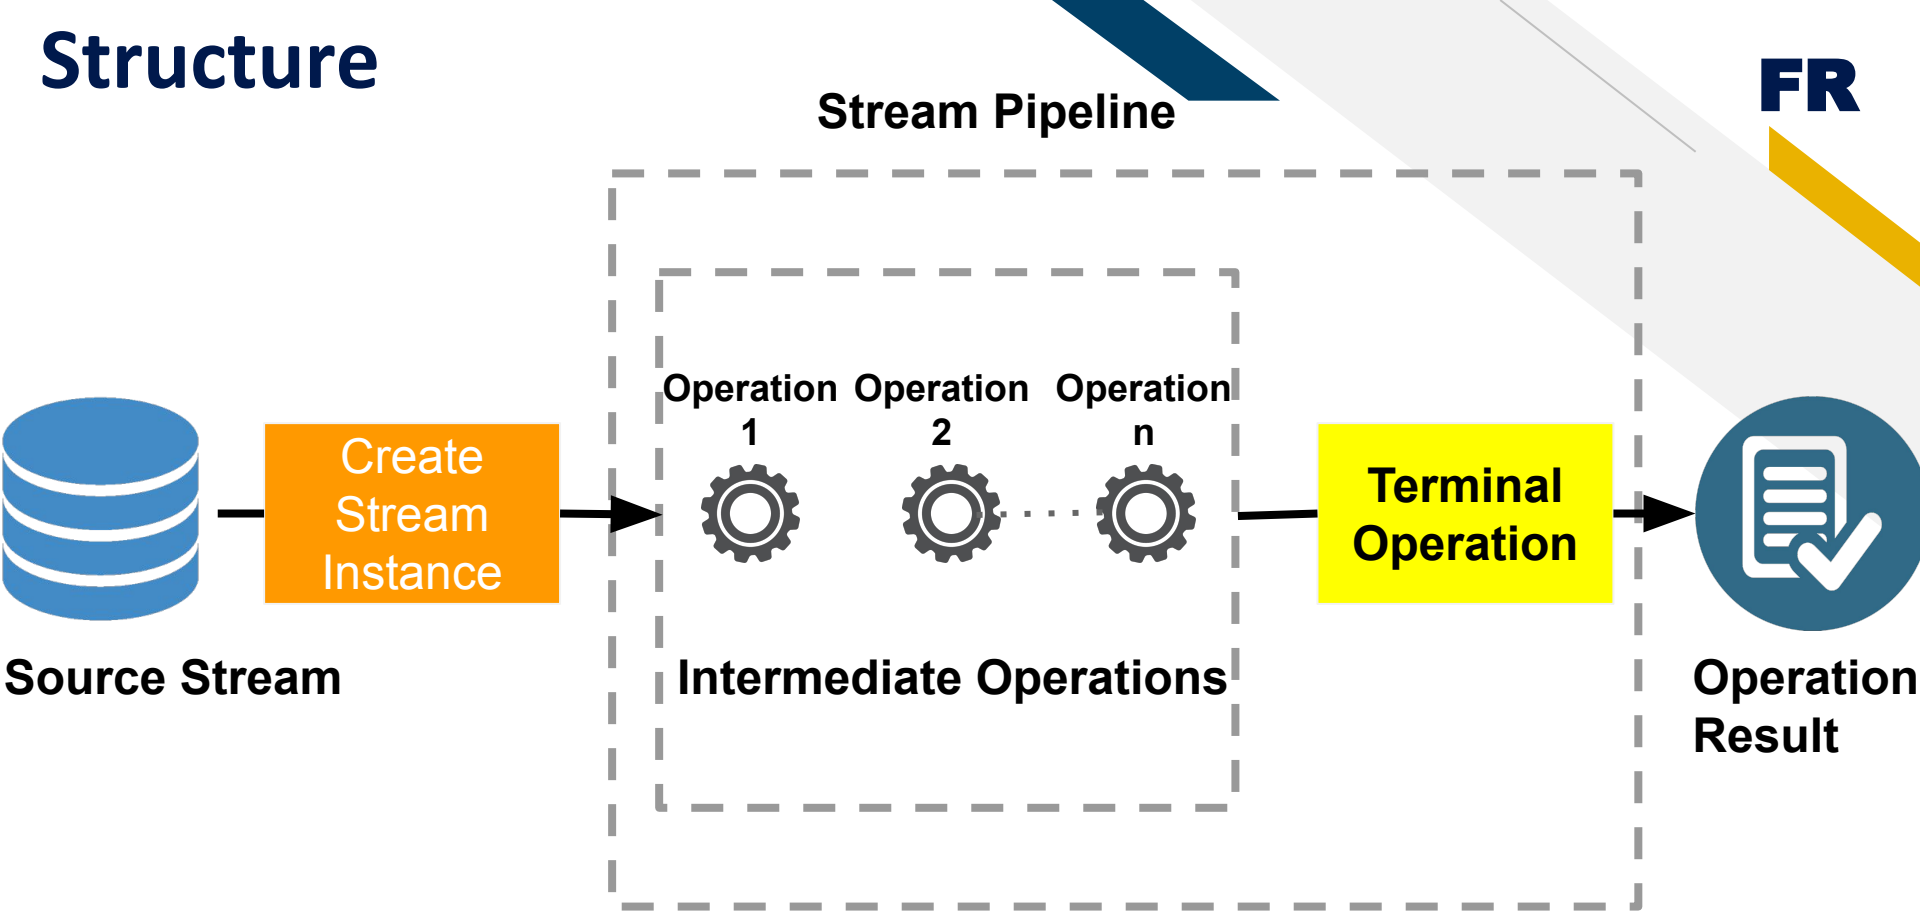 Structure
FR
Stream Pipeline
Operation
1
Operation
2
Operation
n
Create
Stream
Instance
Terminal
Operation
Source Stream
Intermediate Operations
Operation
Result